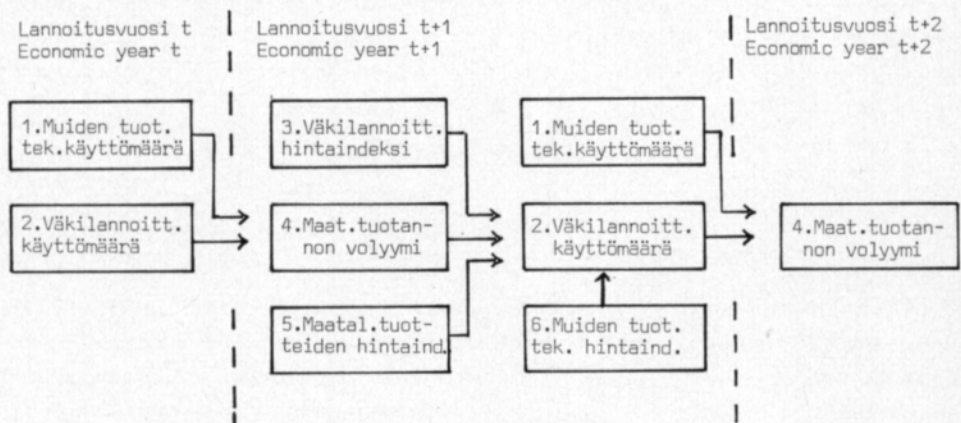 Lannoitusvuosi t
Economic year t
Lannoitusvuosi t+1
Economic year t+1
Lannoitusvuosi t+2
Economic year t+2
1.Muiden tuot.
tek.käyttömäärä
3.Väkilannoitt.
hintaindeksi
1.Muiden tuot.
tek.käyttömäärä
2.Väkilannoitt.
käyttömäärä
4.Maat.tuotan-
non volyymi
2.Väkilannoitt.
käyttömäärä
4.Maat.tuotan-
non volyymi
5.Maatal.tuot-
teiden hintaind.
6.Muiden tuot.
tek. hintaind.